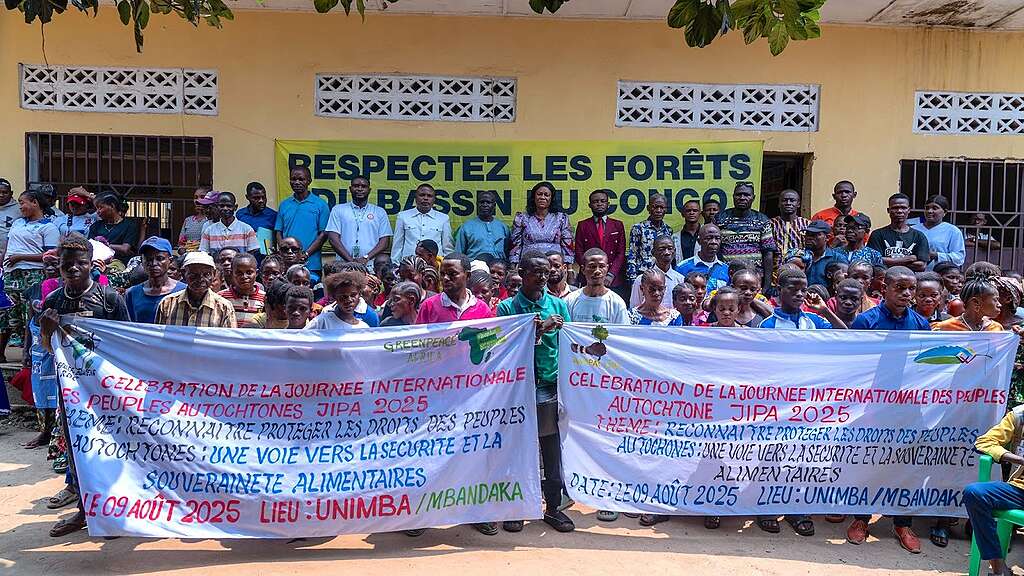 RESPECTEZ LES FORÊTS
DU BASSIN DU CONGO
GREENPEACE
AFRICA
CELEBRATION DE LA JOURNEE INTERNATIONALE
DES PEUPLES AUTOCHTONES JIPA 2025
THEME: RECONNAITRE PROTEGER LES DROITS DES PEUPLES
AUTOCHTONES: UNE VOIE VERS LA SECURITE ET LA
SOUVERAINETE ALIMENTAIRES
LE 09 AOÛT 2025 LIEU: UNIMBA/MBANDAKA
CELEBRATION DE LA JOURNEE INTERNATIONALE DES PEUPLES
AUTOCHTONE JIPA 2025
THEME: RECONNAITRE PROTEGER LES DROITS DES PEUPLES
AUTOCHONES: UNE VOIE VERS LA SECURITE ET LA SOUVERAINETE
ALIMENTAIRES
DATE: LE 09 AOÛT 2025 LIEU: UNIMBA/MBANDAKA